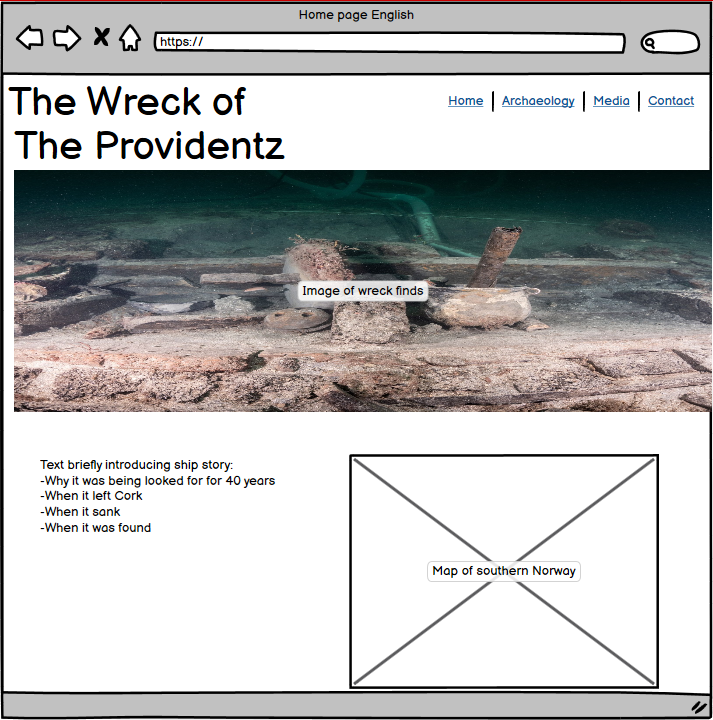 Home page English
https://
The Wreck of
The Providentz
Home | Archaeology | Media | Contact
Image of wreck finds
Text briefly introducing ship story:
-Why it was being looked for for 40 years
-When it left Cork
-When it sank
-When it was found
Map of southern Norway